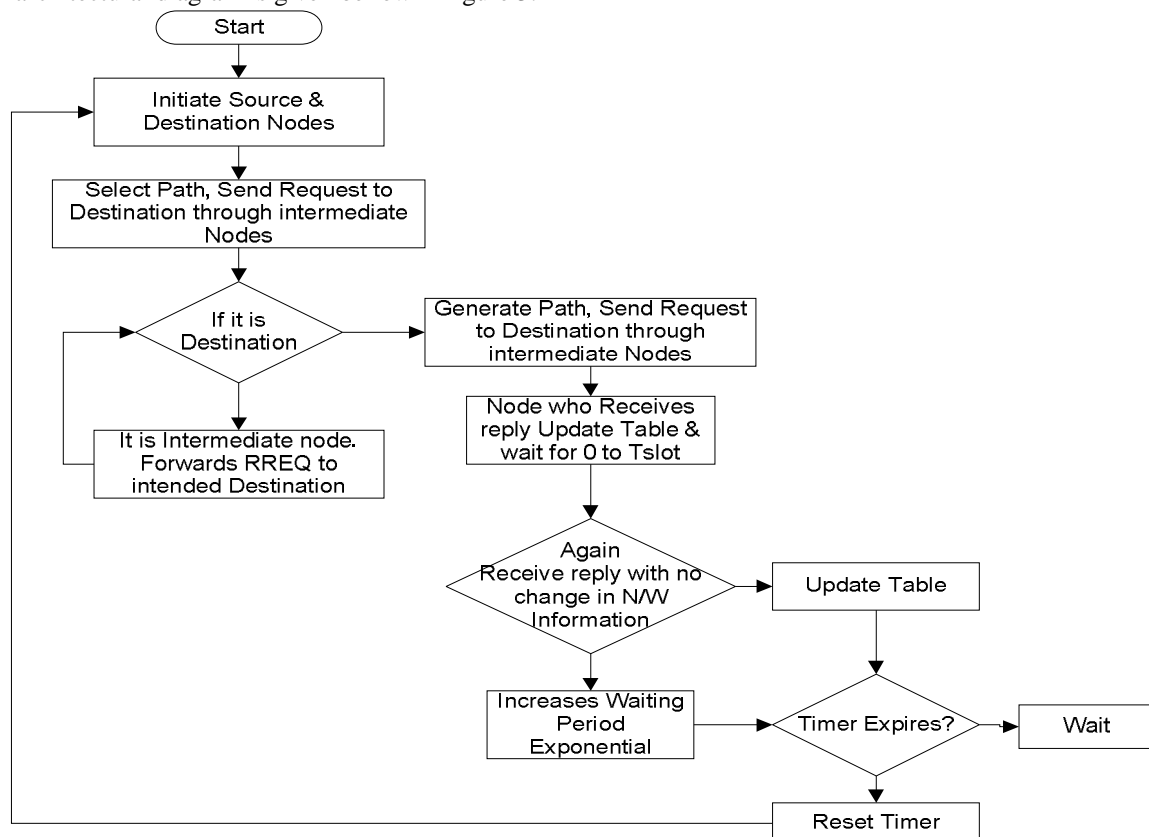 Start
Initiate Source &
Destination Nodes
Select Path, Send Request to
Destination through intermediate
Nodes
If it is
Destination
Generate Path, Send Request
to Destination through
intermediate Nodes
It is Intermediate node.
Forwards RREQ to
intended Destination
Node who Receives
reply Update Table &
wait for 0 to Tslot
Again
Receive reply with no
change in N/W
Information
Update Table
Increases Waiting
Period
Exponential
Timer Expires?
Wait
Reset Timer